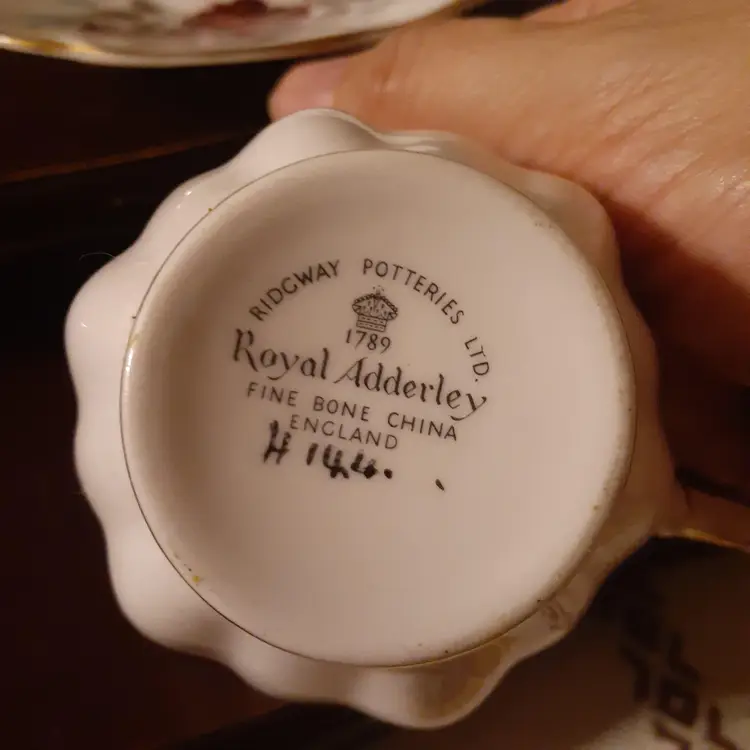 RIDGWAY POTTERIES LTD.
1789
Royal Adderley
FINE BONE CHINA
ENGLAND
H 144.